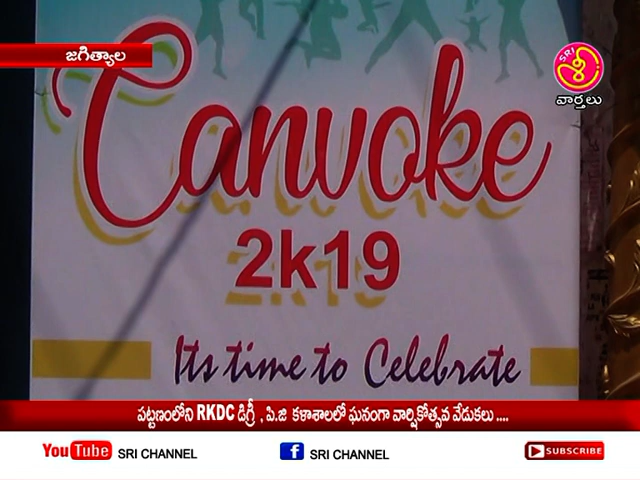 జగిత్యాల
SRI
శ్రీ
వార్తలు
Canvoke
2k19
Its time to Celebrate
పట్టణంలోని RKDC డిగ్రీ , పి.జి కళాశాలలో ఘనంగా వార్షికోత్సవ వేడుకలు ....
YouTube SRI CHANNEL
f SRI CHANNEL
SUBSCRIBE